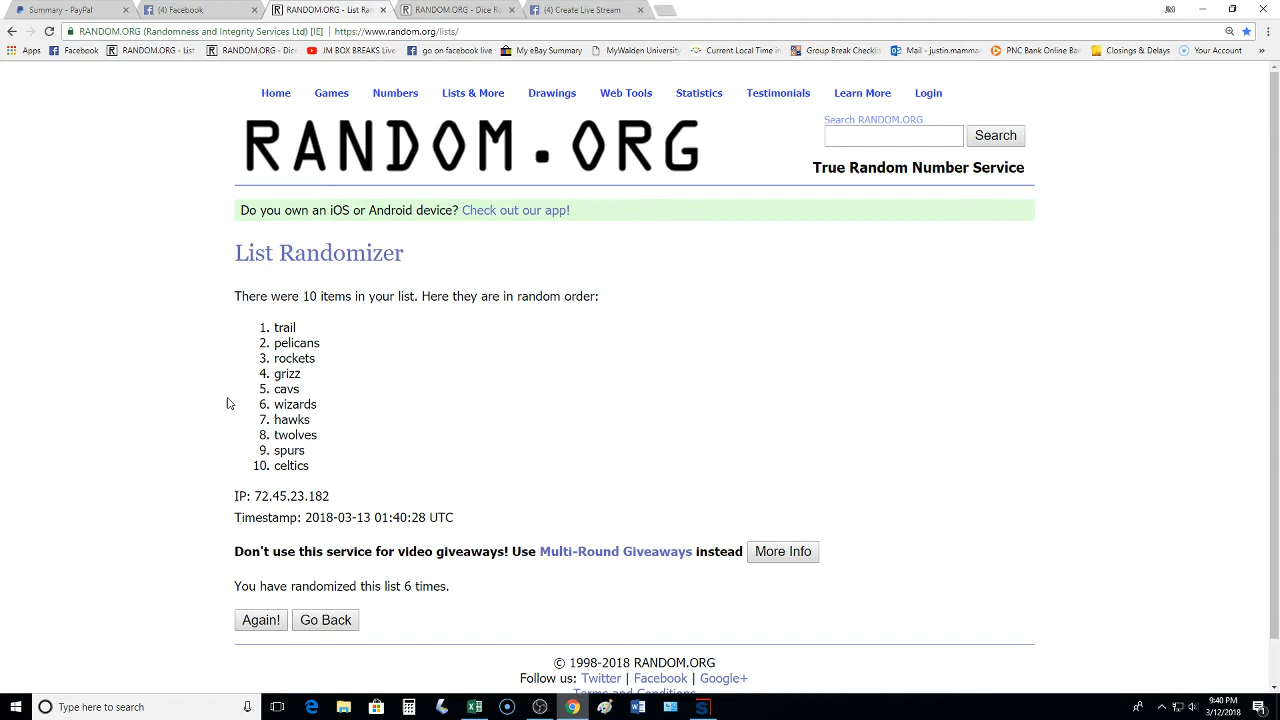 Summary - PayPal
(4) Facebook
RANDOM.ORG - List Ran
RANDOM.ORG - Dice Ro
(4) Create Live Stream
RANDOM.ORG (Randomness and Integrity Services Ltd) [IE] | https://www.random.org/lists/
Apps Facebook RANDOM.ORG - List RANDOM.ORG - Dice JM BOX BREAKS Live go on facebook live My eBay Summary MyWalden University Current Local Time in Group Break Checklis Mail - justin.mamma PNC Bank Online Ban Closings & Delays Account
Home Games Numbers Lists & More Drawings Web Tools Statistics Testimonials Learn More Login
RANDOM.ORG
Search RANDOM.ORG
Search
True Random Number Service
Do you own an iOS or Android device? Check out our app!
List Randomizer
There were 10 items in your list. Here they are in random order:
1. trail
2. pelicans
3. rockets
4. grizz
5. cavs
6. wizards
7. hawks
8. twolves
9. spurs
10. celtics
IP: 72.45.23.182
Timestamp: 2018-03-13 01:40:28 UTC
Don't use this service for video giveaways! Use Multi-Round Giveaways instead More Info
You have randomized this list 6 times.
Again! Go Back
© 1998-2018 RANDOM.ORG
Follow us: Twitter | Facebook | Google+
Terms and Conditions
Type here to search
9:40 PM
3/12/2018